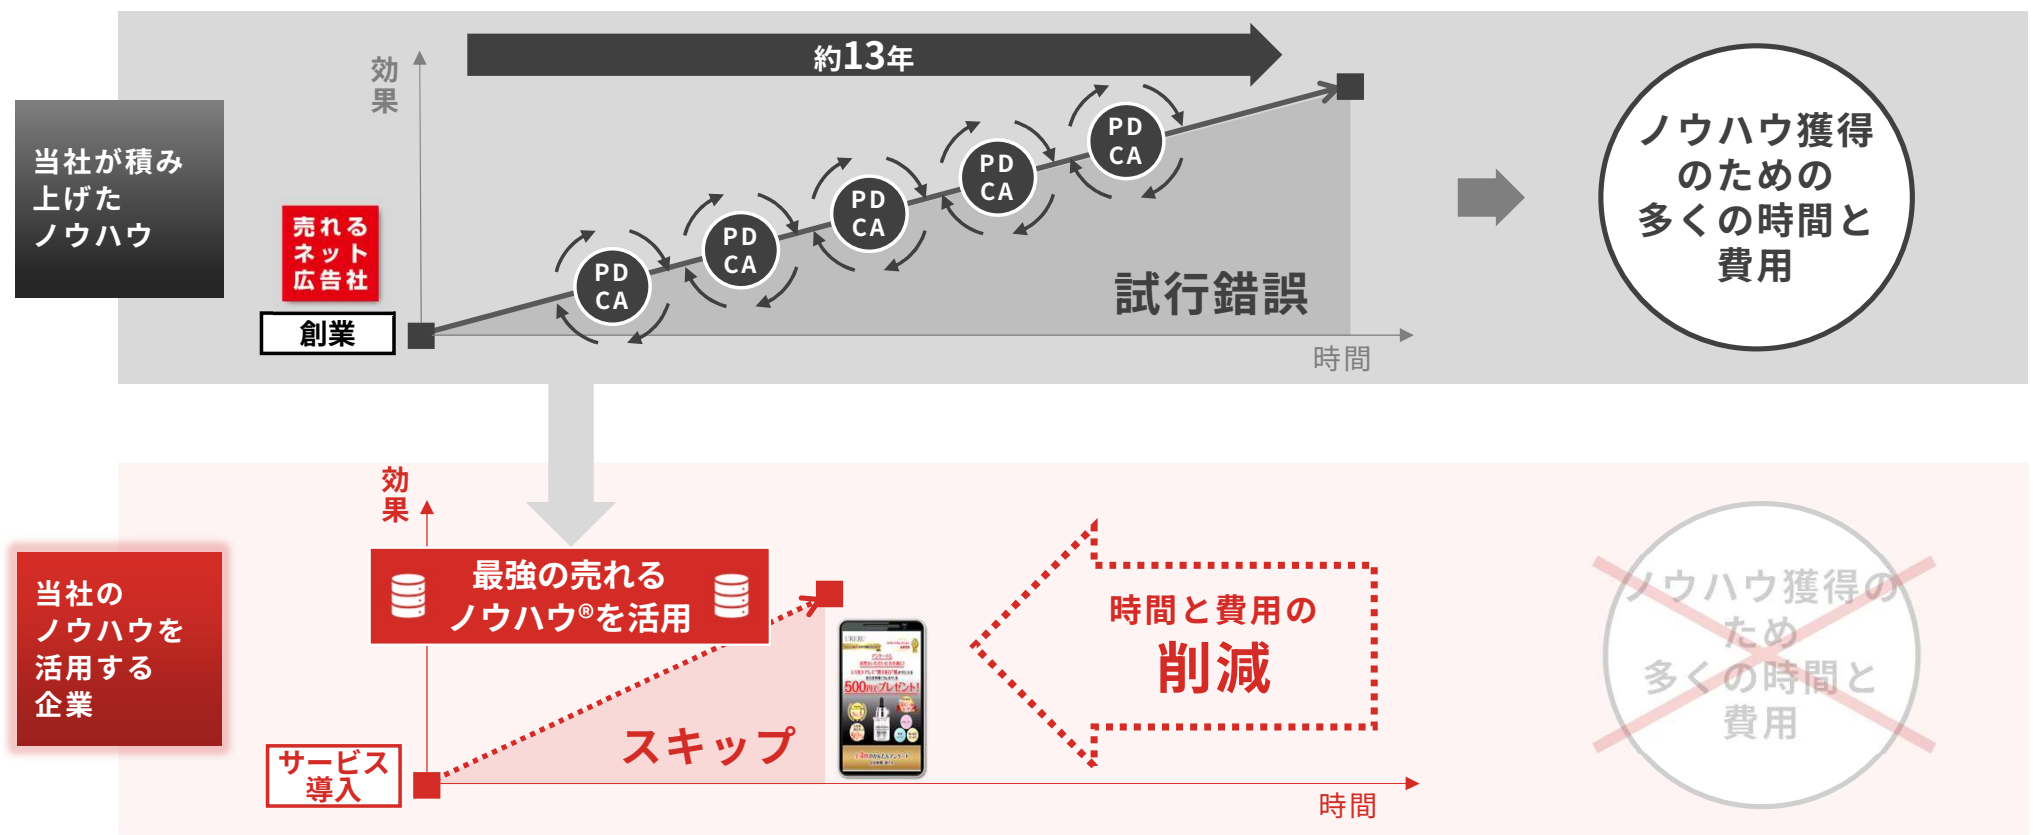 約13年
効
果
当社が積み
上げた
ノウハウ
売れる
ネット
広告社
創業
PD
CA
PD
CA
PD
CA
PD
CA
PD
CA
試行錯誤
時間
ノウハウ獲得
のための
多くの時間と
費用
効
果
当社の
ノウハウを
活用する
企業
最強の売れる
ノウハウ®を活用
サービス
導入
スキップ
500円でプレゼント!
時間と費用の
削減
時間
ノウハウ獲得の
ため
多くの時間と
費用